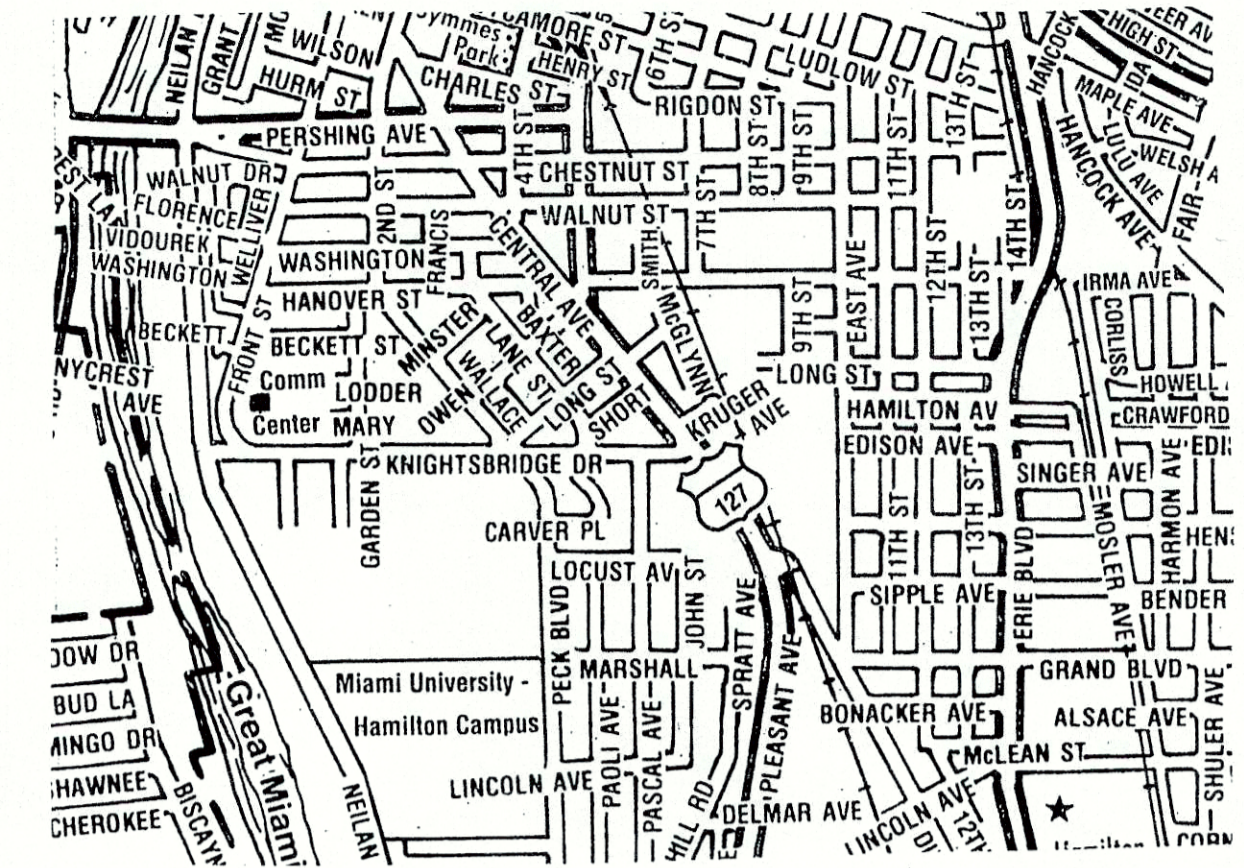 NEILAN
GRANT
WILSON
HURM ST
Symmes
Park
SYCAMORE ST
HENRY ST
CHARLES ST
6TH ST
LUDLOW ST
RIGDON ST
13TH ST
HANCOCK
HIGH ST
IDA
MAPLE AVE
LULU AVE
WELSH A
HANCOCK AVE
FAIR-
PERSHING AVE
4TH ST
CHESTNUT ST
8TH ST
9TH ST
11TH ST
WALNUT DR
FLORENCE
VIDOUREK
WASHINGTON
WELLIVER
2ND ST
FRANCIS
WALNUT ST
7TH ST
SMITH
EAST AVE
12TH ST
13TH ST
14TH ST
WASHINGTON
CENTRAL AVE
HANOVER ST
BECKETT
FRONT ST
BECKETT ST
MINSTER
BAXTER
LANE ST
WALLACE
OWEN
LONG ST
SHORT
McGLYNN
KRUGER
AVE
9TH ST
LONG ST
IRMA AVE
CORLISS
HOWELL
CRAWFORD
HAMILTON AV
EDISON AVE
EDI
NYCREST
AVE
Comm
Center
LODDER
MARY
GARDEN ST
KNIGHTSBRIDGE DR
127
SINGER AVE
MOSLER AVE
HARMON AVE
HEN
CARVER PL
LOCUST AV
PECK BLVD
JOHN ST
SPRATT AVE
PLEASANT AVE
11TH ST
13TH ST
ERIE BLVD
SIPPLE AVE
BENDER
DOW DR
BUD LA
MINGO DR
SHAWNEE
CHEROKEE
BISCAYN
Great Miami
NEILAN
Miami University -
Hamilton Campus
MARSHALL
PAOLI AVE
PASCAL AVE
LINCOLN AVE
HILL RD
DELMAR AVE
GRAND BLVD
BONACKER AVE
ALSACE AVE
SHULER AVE
McLEAN ST
LINCOLN AVE
12TH
Hamilton
CORN